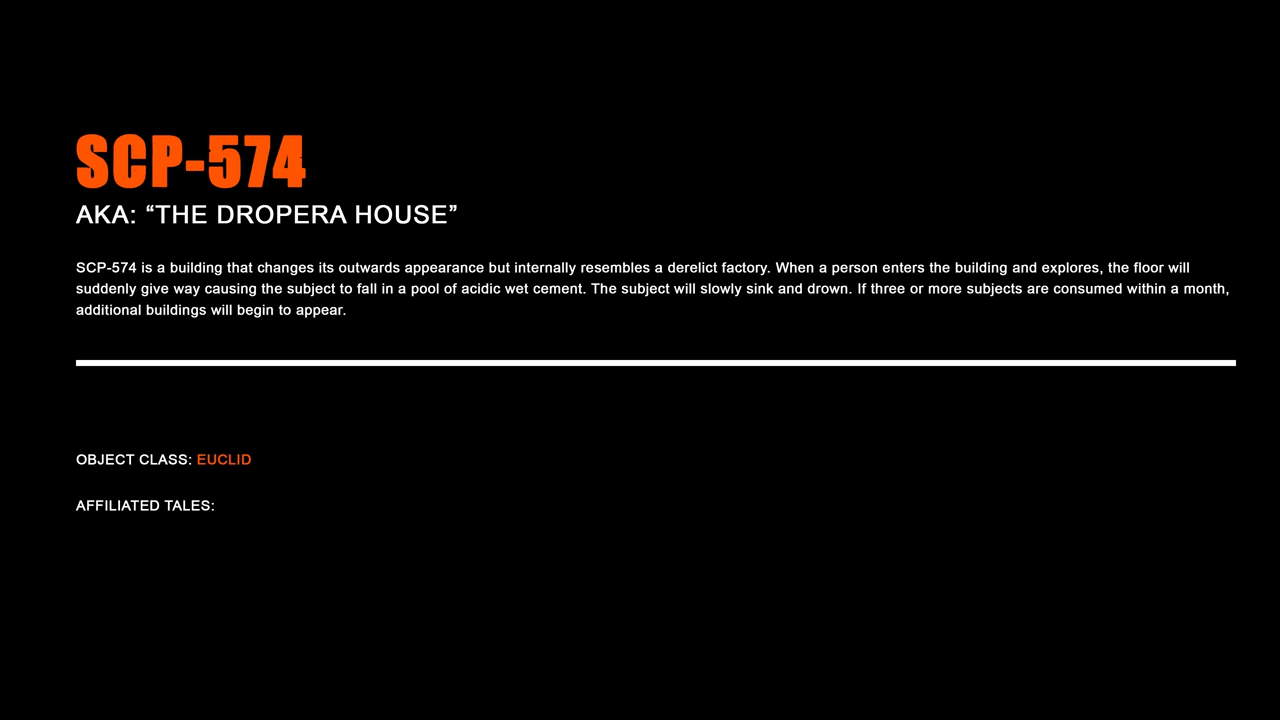 SCP-574
AKA: “THE DROPERA HOUSE”
SCP-574 is a building that changes its outwards appearance but internally resembles a derelict factory. When a person enters the building and explores, the floor will
suddenly give way causing the subject to fall in a pool of acidic wet cement. The subject will slowly sink and drown. If three or more subjects are consumed within a month,
additional buildings will begin to appear.
OBJECT CLASS: EUCLID
AFFILIATED TALES: